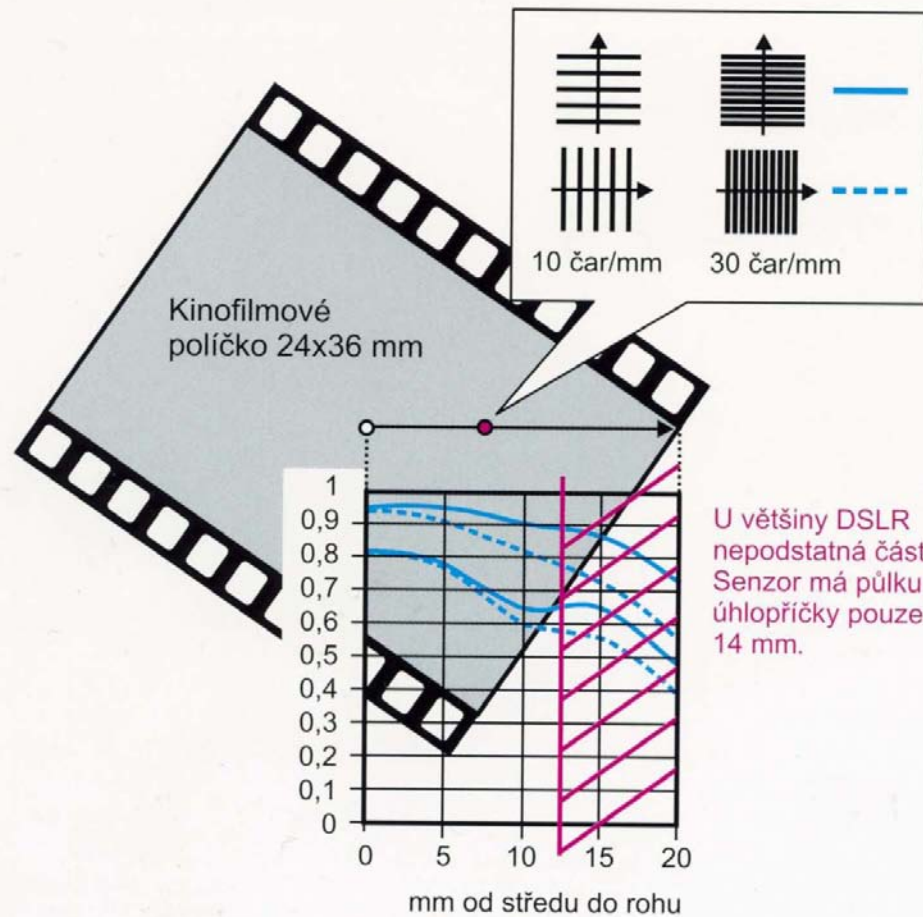 10 čar/mm 30 čar/mm
Kinofilmové
políčko 24x36 mm
U většiny DSLR
nepodstatná část
Senzor má půlku
úhlopříčky pouze
14 mm.
1
0,9
0,8
0,7
0,6
0,5
0,4
0,3
0,2
0,1
0
0 5 10 15 20
mm od středu do rohu